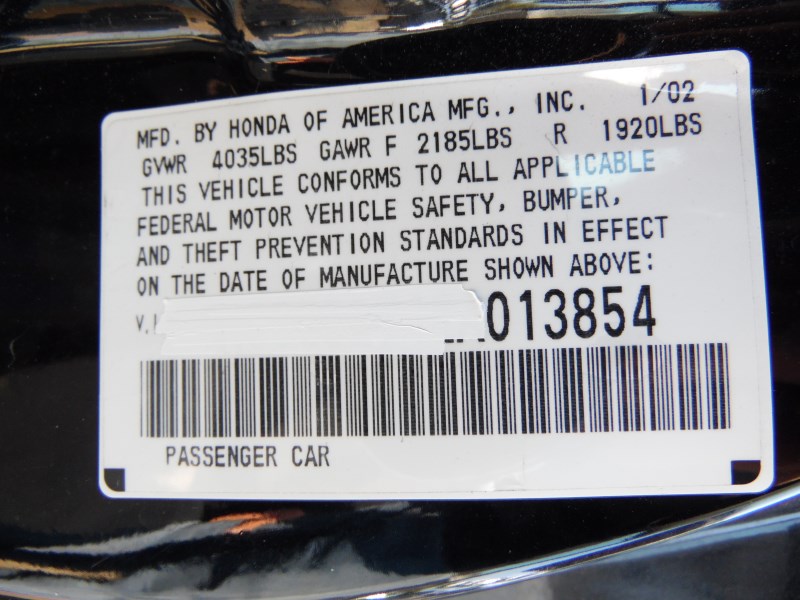 MFD. BY HONDA OF AMERICA MFG., INC. 1/02
GVWR 4035LBS GAWR F 2185LBS R 1920LBS
THIS VEHICLE CONFORMS TO ALL APPLICABLE
FEDERAL MOTOR VEHICLE SAFETY, BUMPER,
AND THEFT PREVENTION STANDARDS IN EFFECT
ON THE DATE OF MANUFACTURE SHOWN ABOVE:
V.I 013854
PASSENGER CAR